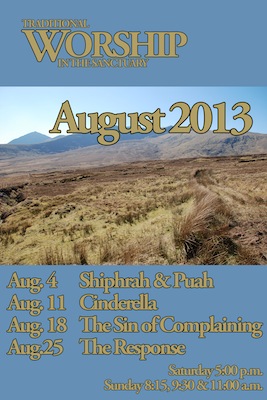 TRADITIONAL
WORSHIP
IN THE SANCTUARY
August 2013
Aug. 4 Shiphrah & Puah
Aug. 11 Cinderella
Aug. 18 The Sin of Complaining
Aug.25 The Response
Saturday 5:00 p.m.
Sunday 8:15, 9:30 & 11:00 a.m.